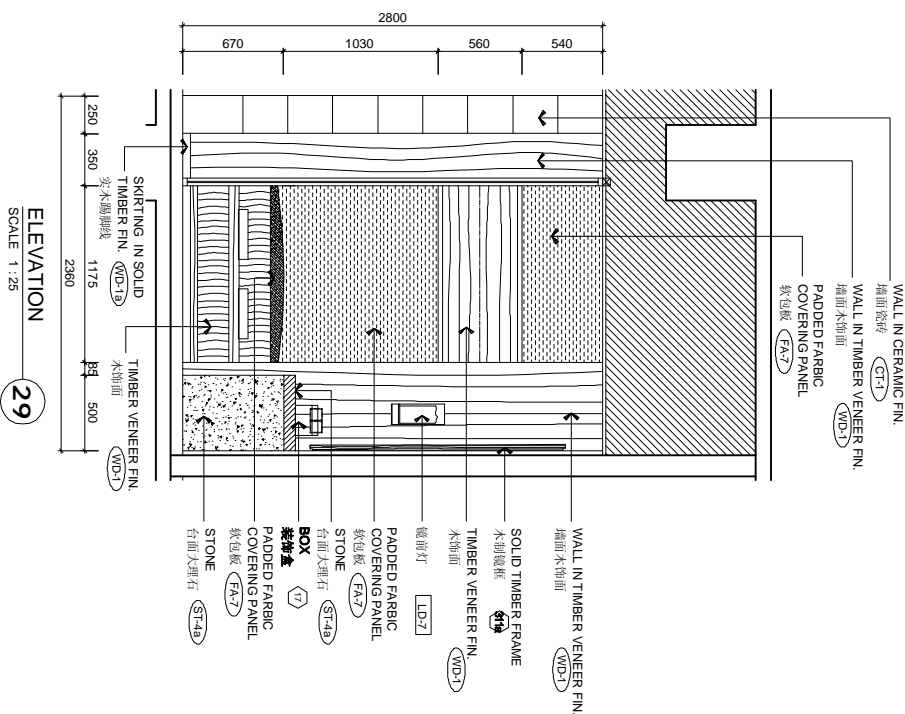 WALL IN CERAMIC FIN.
墙面瓷砖 CT-1
WALL IN TIMBER VENEER FIN.
墙面木饰面 WD-1
PADDED FARBIC
COVERING PANEL
软包板 FA-7
WALL IN TIMBER VENEER FIN.
墙面木饰面 WD-1
SOLID TIMBER FRAME
木制镜框 311a
TIMBER VENEER FIN.
木饰面 WD-1
镜前灯 LD-7
PADDED FARBIC
COVERING PANEL
软包板 FA-7
STONE
台面大理石 ST-4a
BOX
装饰盒 17
PADDED FARBIC
COVERING PANEL
软包板 FA-7
STONE
台面大理石 ST-4a
2800
670 1030 560 540
250 350 1175 85 500
2360
SKIRTING IN SOLID
TIMBER FIN. WD-1a
实木踢脚线
TIMBER VENEER FIN.
木饰面 WD-1
ELEVATION
SCALE 1:25
29